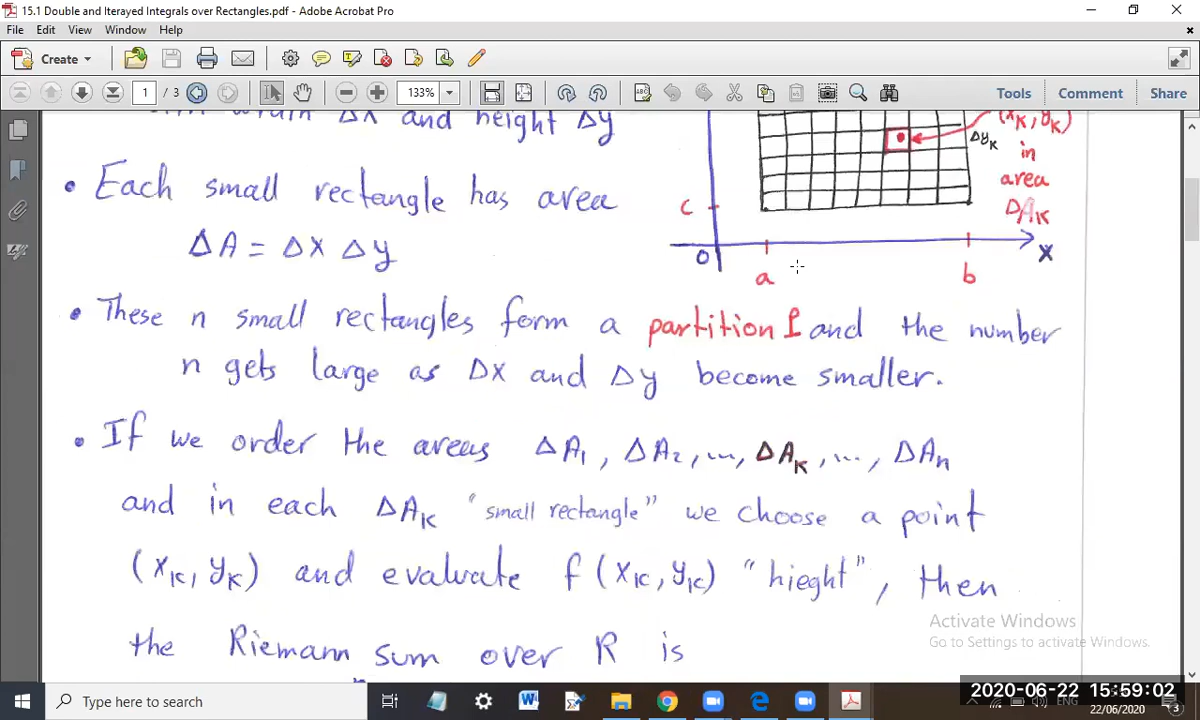 15.1 Double and Iterayed Integrals over Rectangles.pdf - Adobe Acrobat Pro
File Edit View Window Help
Create
1 / 3 133% Tools Comment Share
width Δx and height Δy
(xK, yK)
ΔyK
in
area
ΔAK
• Each small rectangle has area
ΔA = Δx Δy
c
0 a b x
• These n small rectangles form a partition P and the number
n gets large as Δx and Δy become smaller.
• If we order the areas ΔA1, ΔA2, ..., ΔAK, ..., ΔAn
and in each ΔAK "small rectangle" we choose a point
(xK, yK) and evaluate f(xK, yK) "hieght", then
the Riemann sum over R is
Activate Windows
Go to Settings to activate Windows.
Type here to search
2020-06-22 15:59:02
ENG
22/06/2020
3